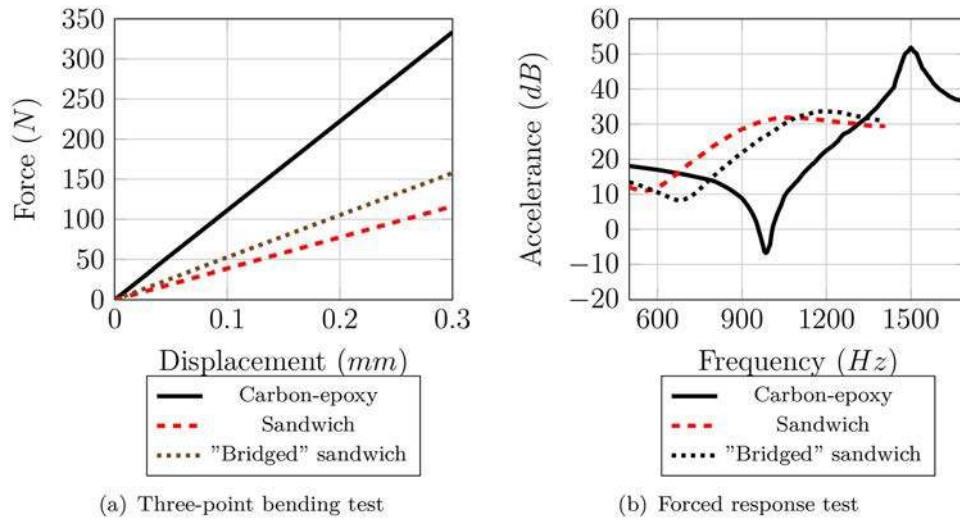 350
300
250
200
150
100
50
0
0 0.1 0.2 0.3
Force (N)
Displacement (mm)
Carbon-epoxy
Sandwich
"Bridged" sandwich
(a) Three-point bending test
60
50
40
30
20
10
0
−10
−20
600 900 1200 1500
Accelerance (dB)
Frequency (Hz)
Carbon-epoxy
Sandwich
"Bridged" sandwich
(b) Forced response test